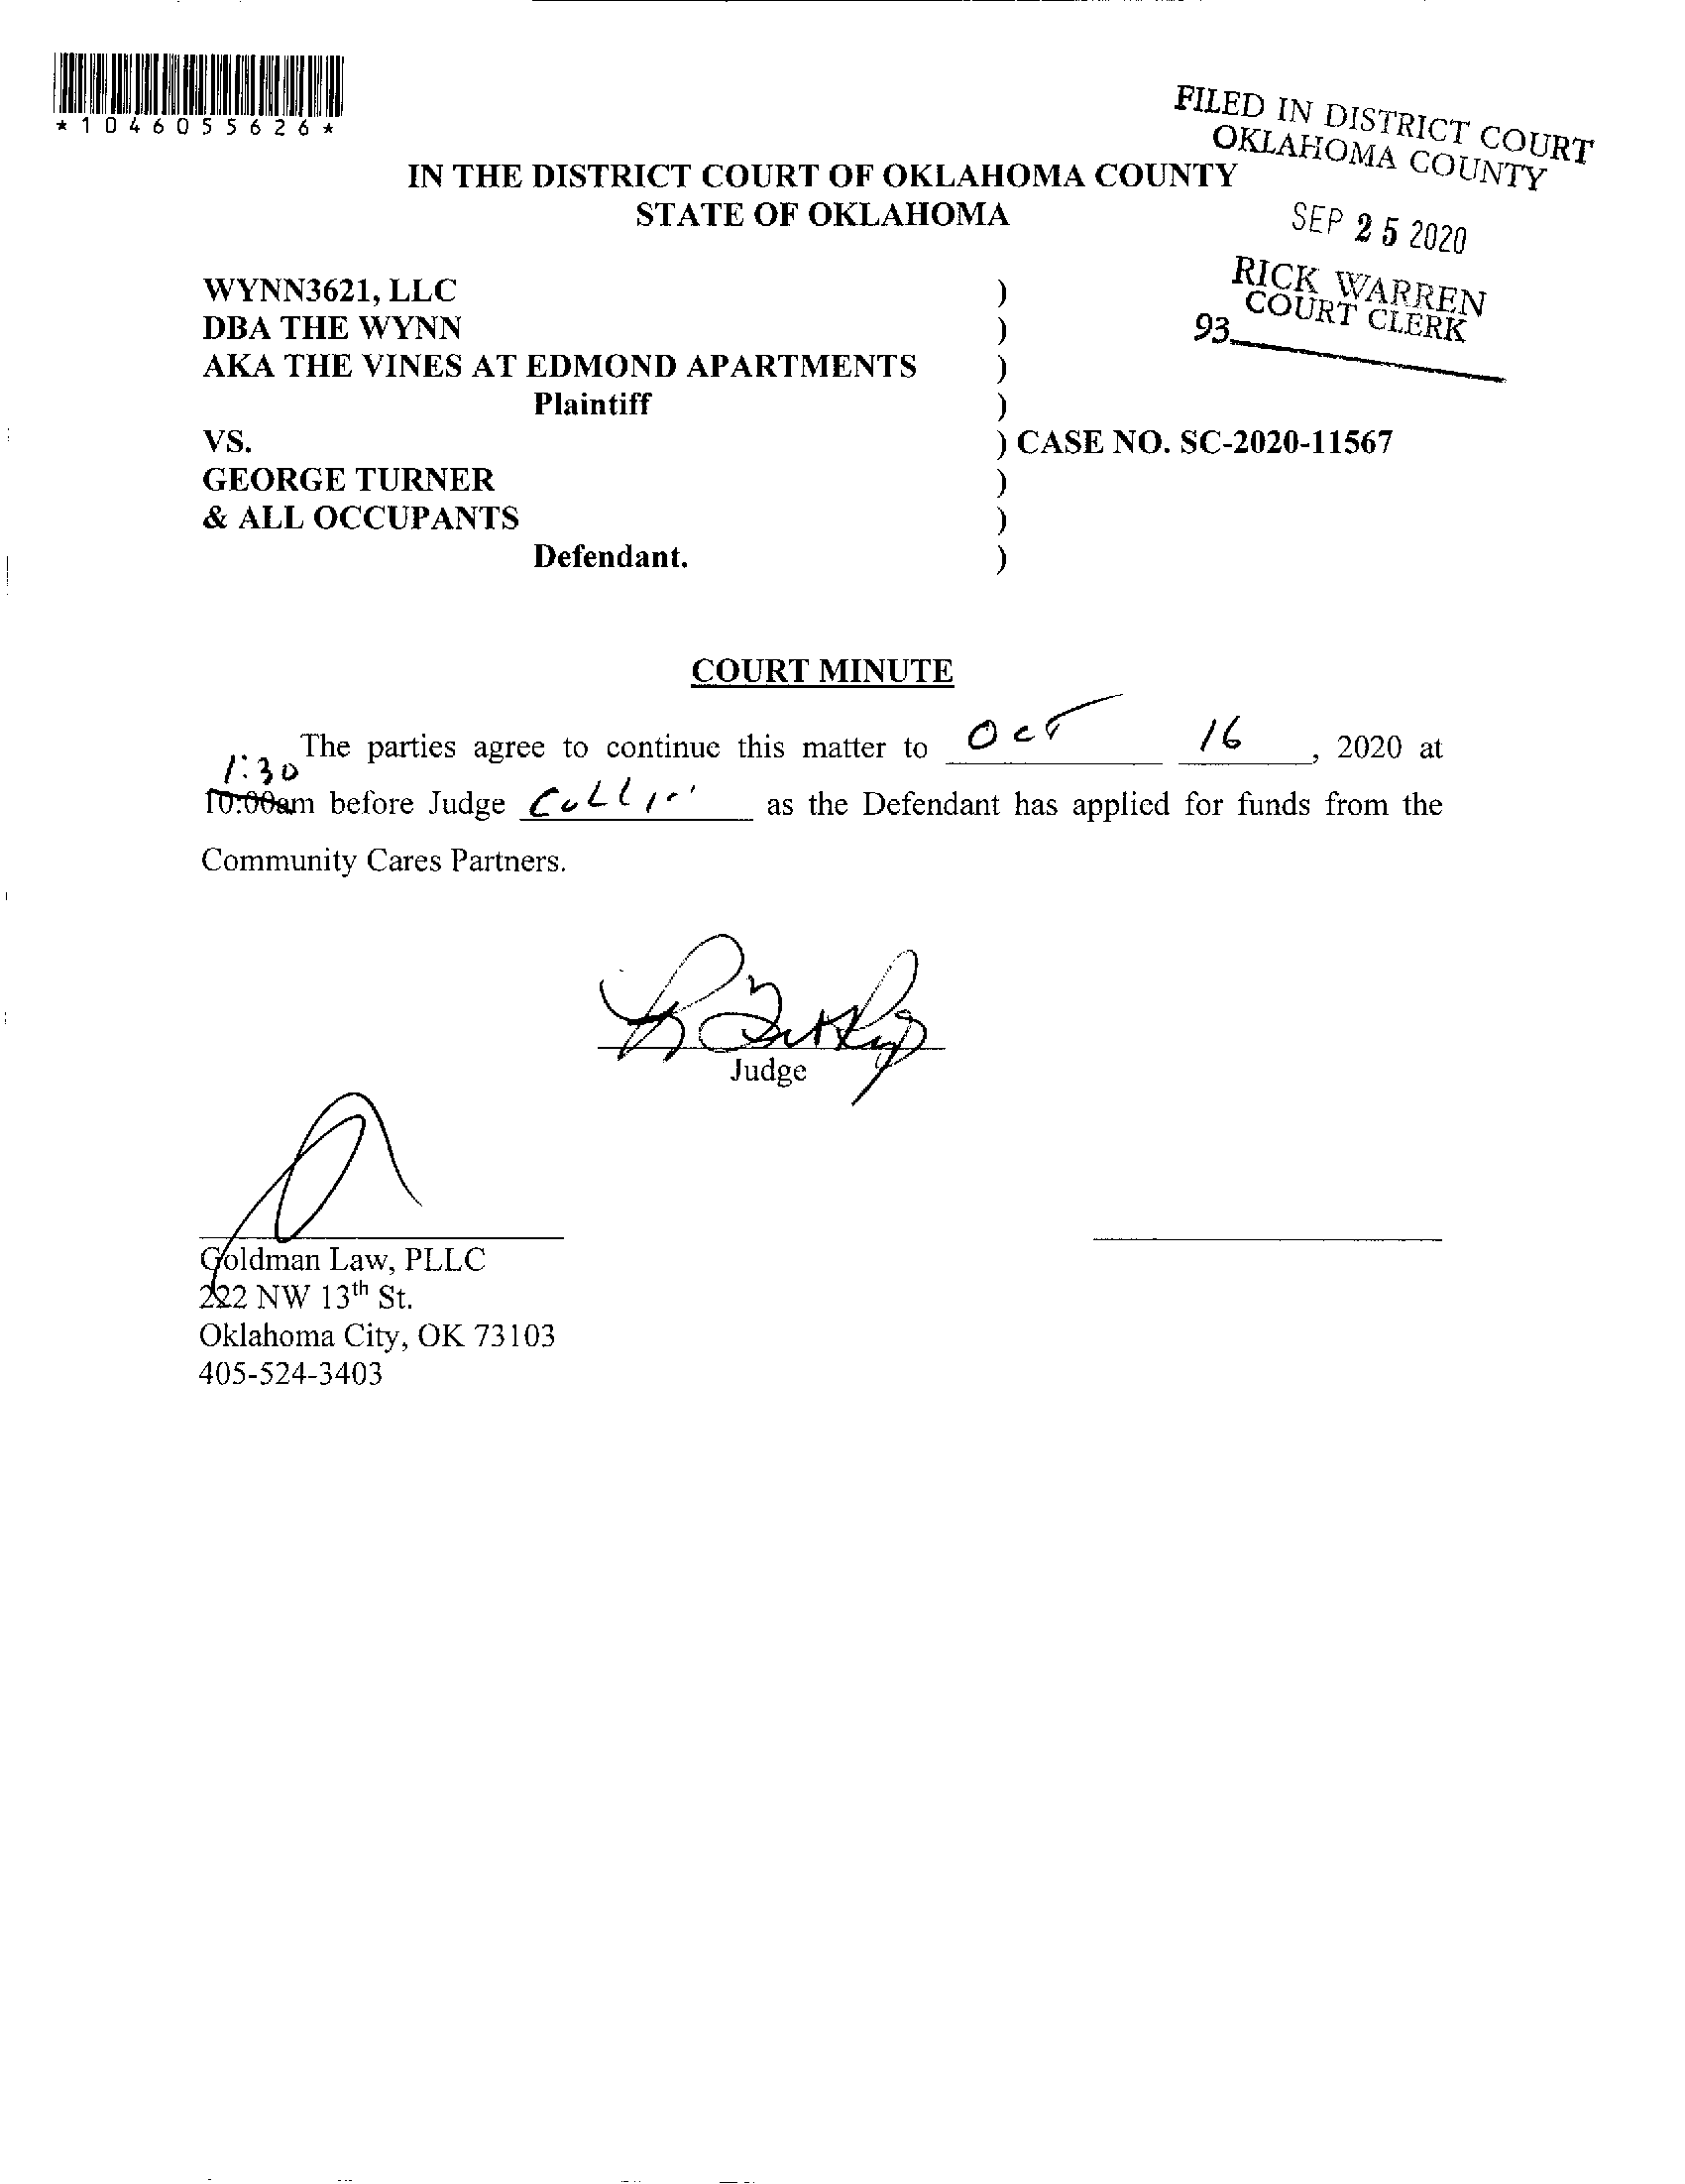 *1046055626*
FILED IN DISTRICT COURT
OKLAHOMA COUNTY
IN THE DISTRICT COURT OF OKLAHOMA COUNTY
STATE OF OKLAHOMA
SEP 25 2020
RICK WARREN
COURT CLERK
93
WYNN3621, LLC )
DBA THE WYNN )
AKA THE VINES AT EDMOND APARTMENTS )
Plaintiff )
VS. ) CASE NO. SC-2020-11567
GEORGE TURNER )
& ALL OCCUPANTS )
Defendant. )
COURT MINUTE
The parties agree to continue this matter to Oct 16, 2020 at
1:30
10:00am before Judge as the Defendant has applied for funds from the
Community Cares Partners.
Judge
Goldman Law, PLLC
222 NW 13th St.
Oklahoma City, OK 73103
405-524-3403